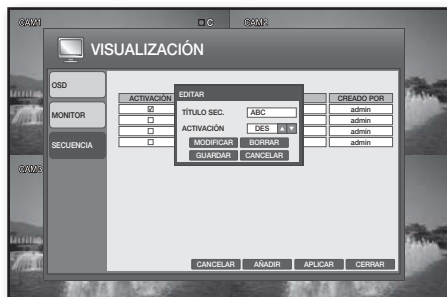 CAM1
C
CAM2
VISUALIZACIÓN
OSD
MONITOR
SECUENCIA
ACTIVACIÓN
CREADO POR
admin
admin
admin
admin
EDITAR
TÍTULO SEC.
ABC
ACTIVACIÓN
DES
MODIFICAR
BORRAR
GUARDAR
CANCELAR
CAM3
CANCELAR
AÑADIR
APLICAR
CERRAR